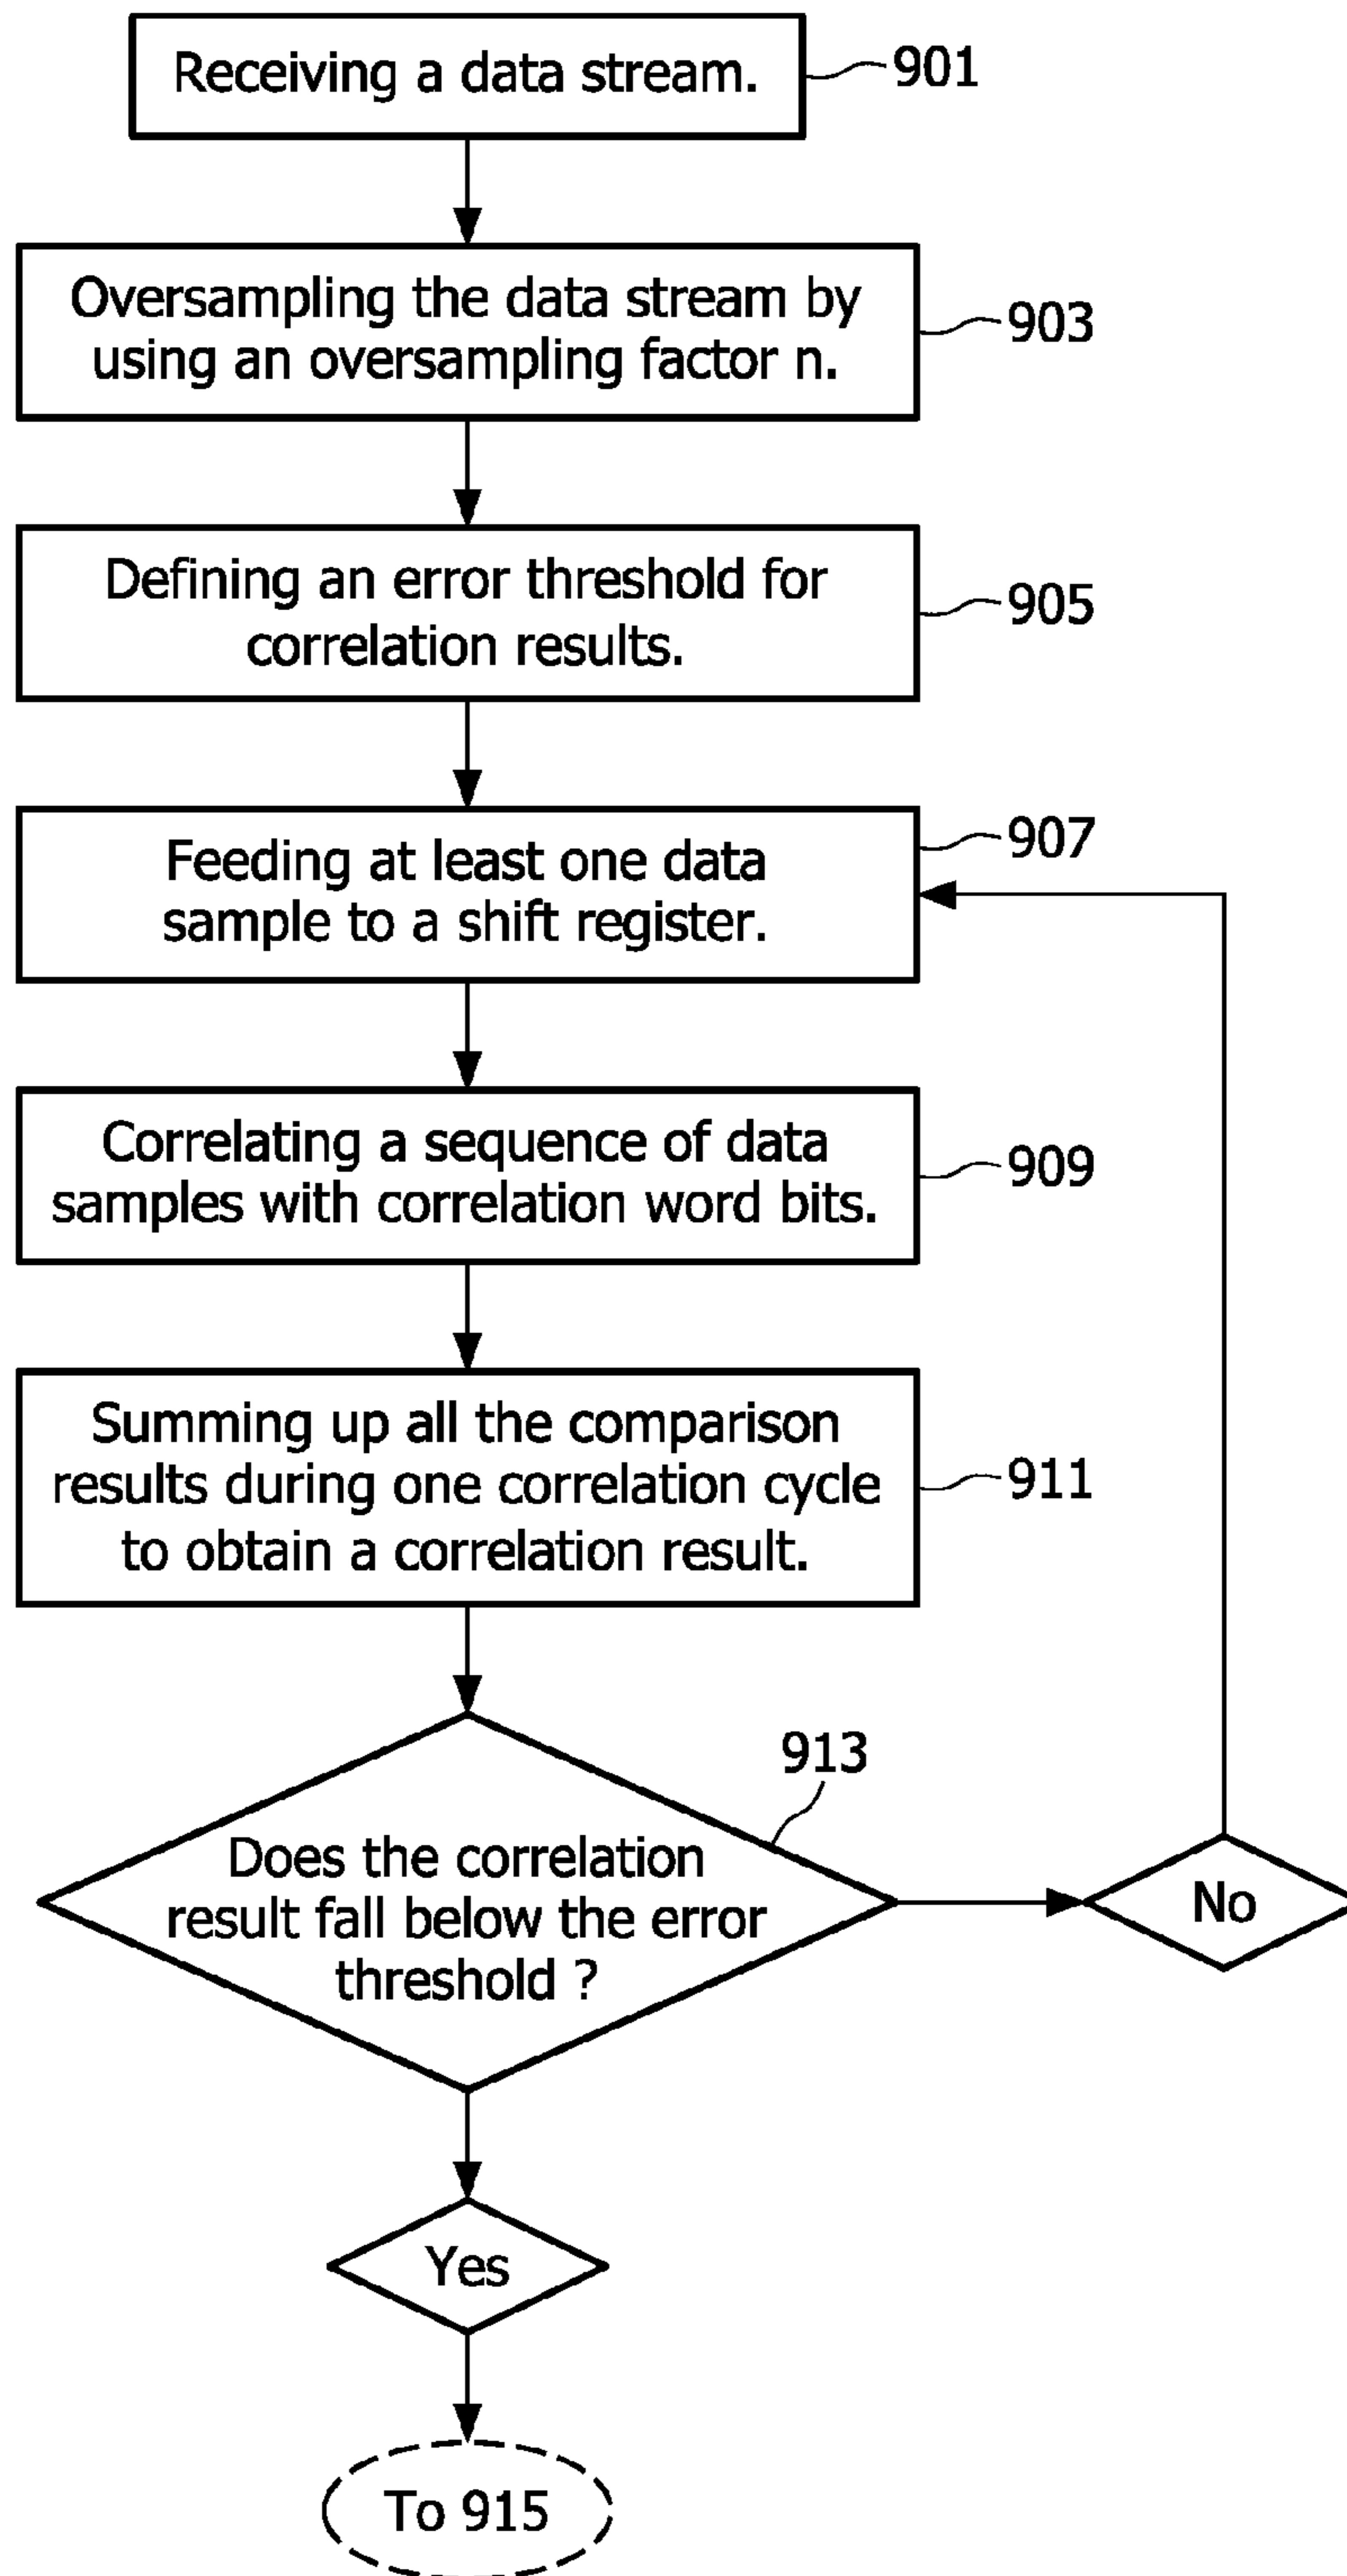 Receiving a data stream.
901
Oversampling the data stream by
using an oversampling factor n.
903
Defining an error threshold for
correlation results.
905
Feeding at least one data
sample to a shift register.
907
Correlating a sequence of data
samples with correlation word bits.
909
Summing up all the comparison
results during one correlation cycle
to obtain a correlation result.
911
913
Does the correlation
result fall below the error
threshold ?
No
Yes
To 915